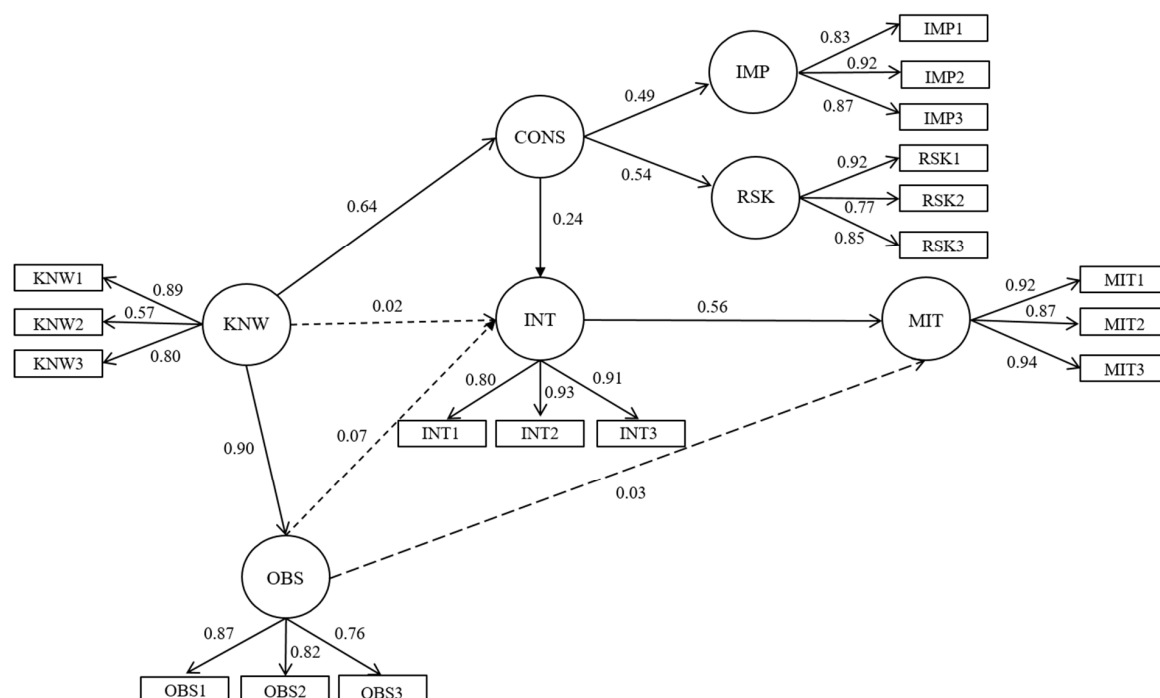 IMP1
0.83
IMP
0.92
IMP2
0.49
0.87
IMP3
CONS
RSK1
0.92
0.54
RSK
0.77
RSK2
0.64
0.24
0.85
RSK3
KNW1
0.89
0.92
MIT1
0.57
KNW2
KNW
0.02
INT
0.56
MIT
0.87
MIT2
0.80
KNW3
0.80
0.93
0.91
0.94
MIT3
0.90
0.07
INT1
INT2
INT3
0.03
OBS
0.87
0.82
0.76
OBS1
OBS2
OBS3